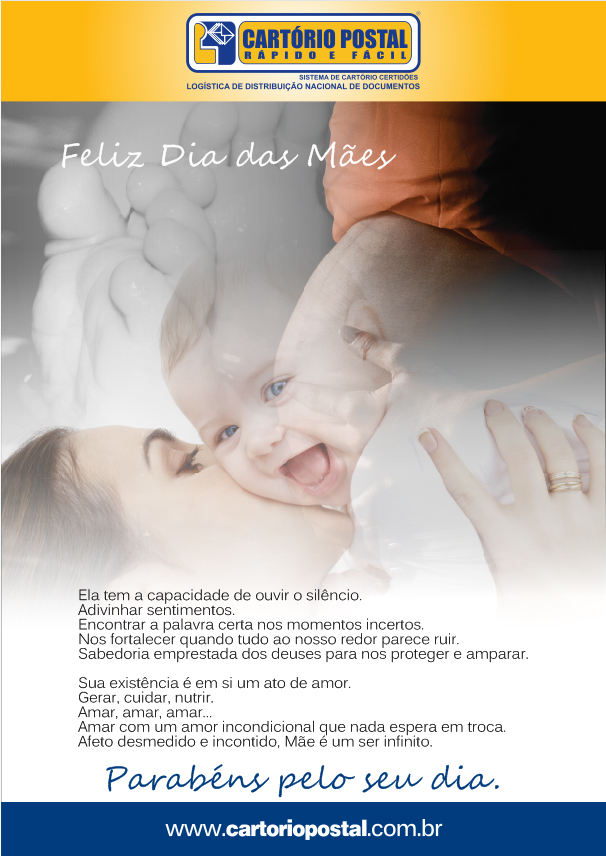 CARTÓRIO POSTAL
RÁPIDO E FÁCIL
SISTEMA DE CARTÓRIO CERTIDÕES
LOGÍSTICA DE DISTRIBUIÇÃO NACIONAL DE DOCUMENTOS
Feliz Dia das Mães
Ela tem a capacidade de ouvir o silêncio.
Adivinhar sentimentos.
Encontrar a palavra certa nos momentos incertos.
Nos fortalecer quando tudo ao nosso redor parece ruir.
Sabedoria emprestada dos deuses para nos proteger e amparar.
Sua existência é em si um ato de amor.
Gerar, cuidar, nutrir.
Amar, amar, amar...
Amar com um amor incondicional que nada espera em troca.
Afeto desmedido e incontido, Mãe é um ser infinito.
Parabéns pelo seu dia.
www.cartoriopostal.com.br